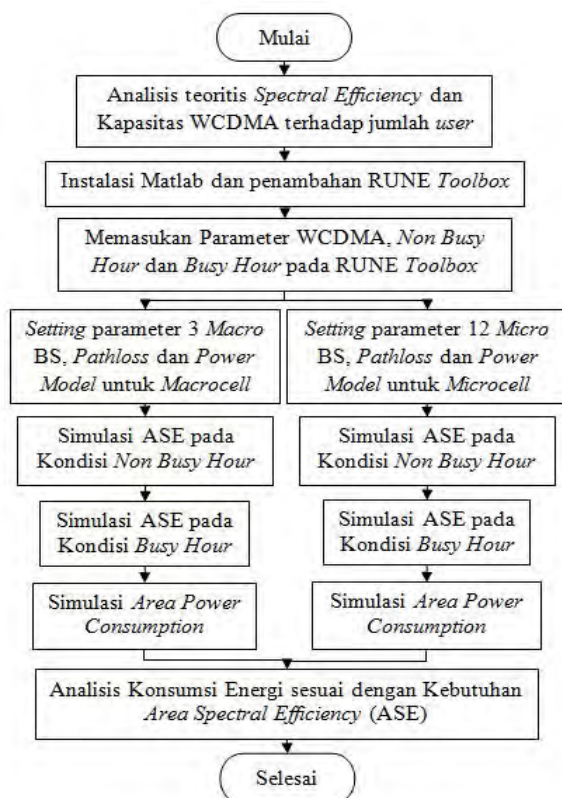 Mulai
Analisis teoritis Spectral Efficiency dan
Kapasitas WCDMA terhadap jumlah user
Instalasi Matlab dan penambahan RUNE Toolbox
Memasukan Parameter WCDMA, Non Busy
Hour dan Busy Hour pada RUNE Toolbox
Setting parameter 3 Macro
BS, Pathloss dan Power
Model untuk Macrocell
Simulasi ASE pada
Kondisi Non Busy Hour
Simulasi ASE pada
Kondisi Busy Hour
Simulasi Area Power
Consumption
Setting parameter 12 Micro
BS, Pathloss dan Power
Model untuk Microcell
Simulasi ASE pada
Kondisi Non Busy Hour
Simulasi ASE pada
Kondisi Busy Hour
Simulasi Area Power
Consumption
Analisis Konsumsi Energi sesuai dengan Kebutuhan
Area Spectral Efficiency (ASE)
Selesai